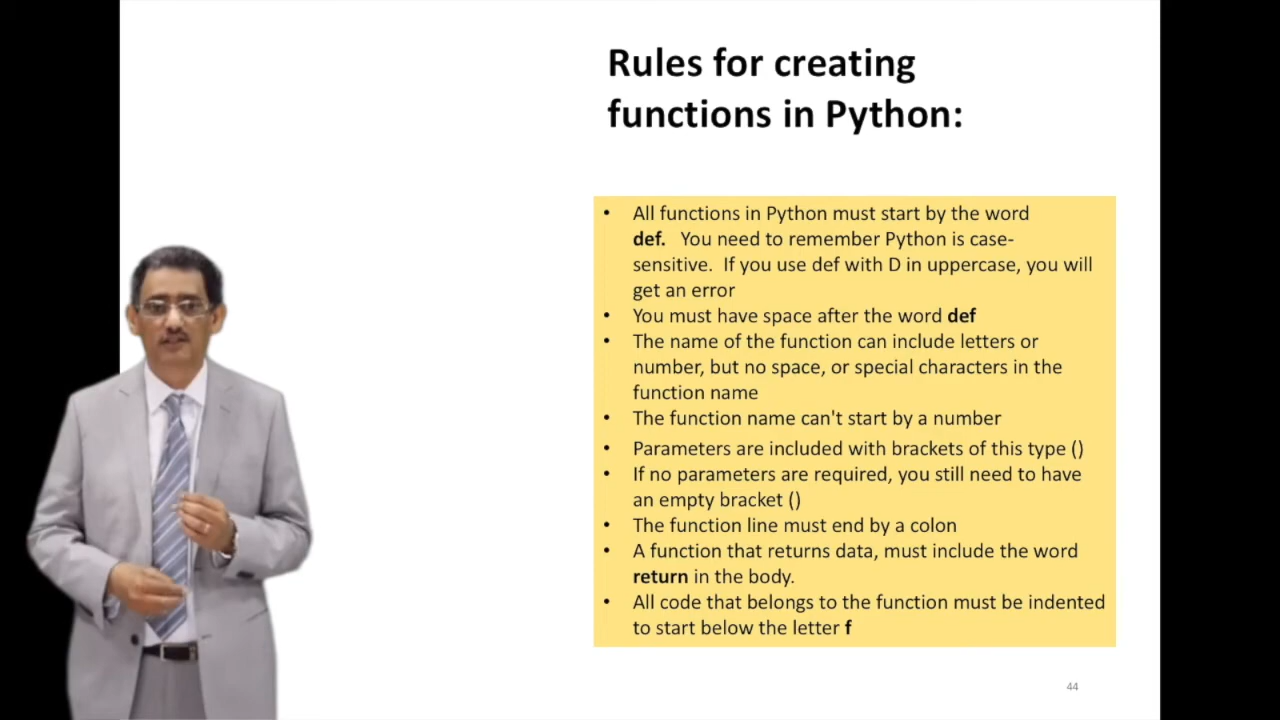 Rules for creating
functions in Python:
• All functions in Python must start by the word
def. You need to remember Python is case-
sensitive. If you use def with D in uppercase, you will
get an error
• You must have space after the word def
• The name of the function can include letters or
number, but no space, or special characters in the
function name
• The function name can't start by a number
• Parameters are included with brackets of this type ()
• If no parameters are required, you still need to have
an empty bracket ()
• The function line must end by a colon
• A function that returns data, must include the word
return in the body.
• All code that belongs to the function must be indented
to start below the letter f
44